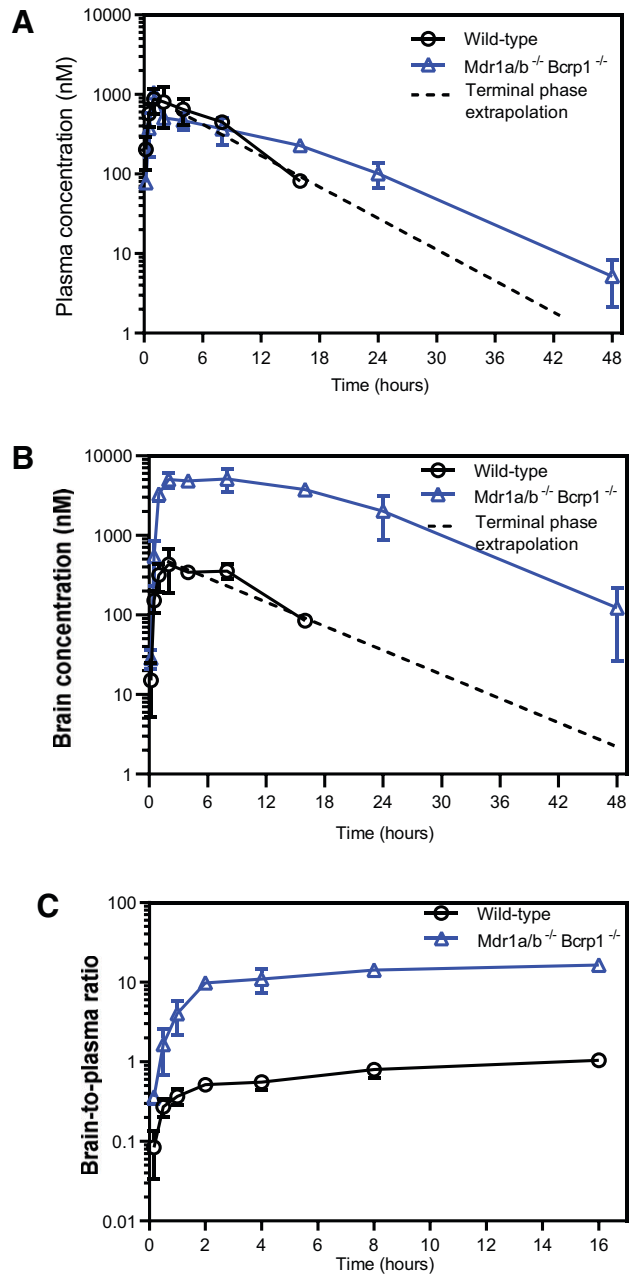 A
Plasma concentration (nM)
10000
1000
100
10
1
Wild-type
Mdr1a/b -/- Bcrp1 -/-
Terminal phase
extrapolation
0 6 12 18 24 30 36 42 48
Time (hours)
B
Brain concentration (nM)
10000
1000
100
10
1
Wild-type
Mdr1a/b -/- Bcrp1 -/-
Terminal phase
extrapolation
0 6 12 18 24 30 36 42 48
Time (hours)
C
Brain-to-plasma ratio
100
10
1
0.1
0.01
Wild-type
Mdr1a/b -/- Bcrp1 -/-
0 2 4 6 8 10 12 14 16
Time (hours)